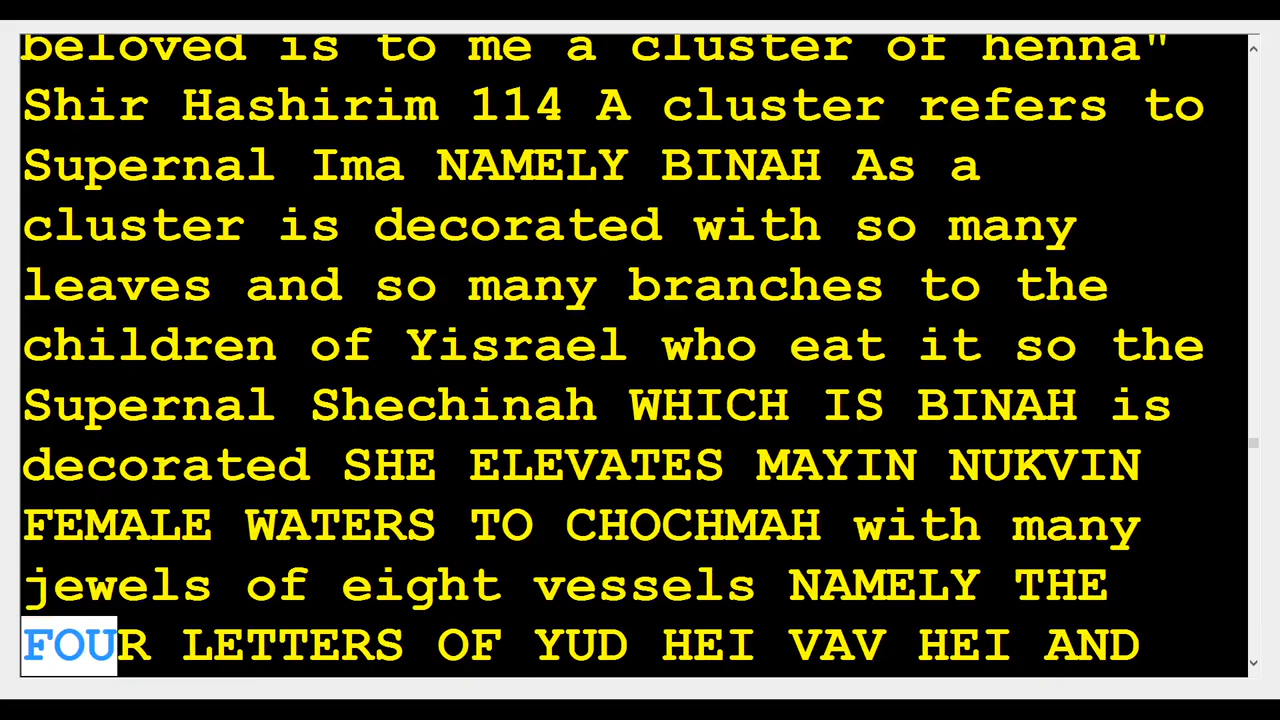 beloved is to me a cluster of henna"
Shir Hashirim 114 A cluster refers to
Supernal Ima NAMELY BINAH As a
cluster is decorated with so many
leaves and so many branches to the
children of Yisrael who eat it so the
Supernal Shechinah WHICH IS BINAH is
decorated SHE ELEVATES MAYIN NUKVIN
FEMALE WATERS TO CHOCHMAH with many
jewels of eight vessels NAMELY THE
FOUR LETTERS OF YUD HEI VAV HEI AND